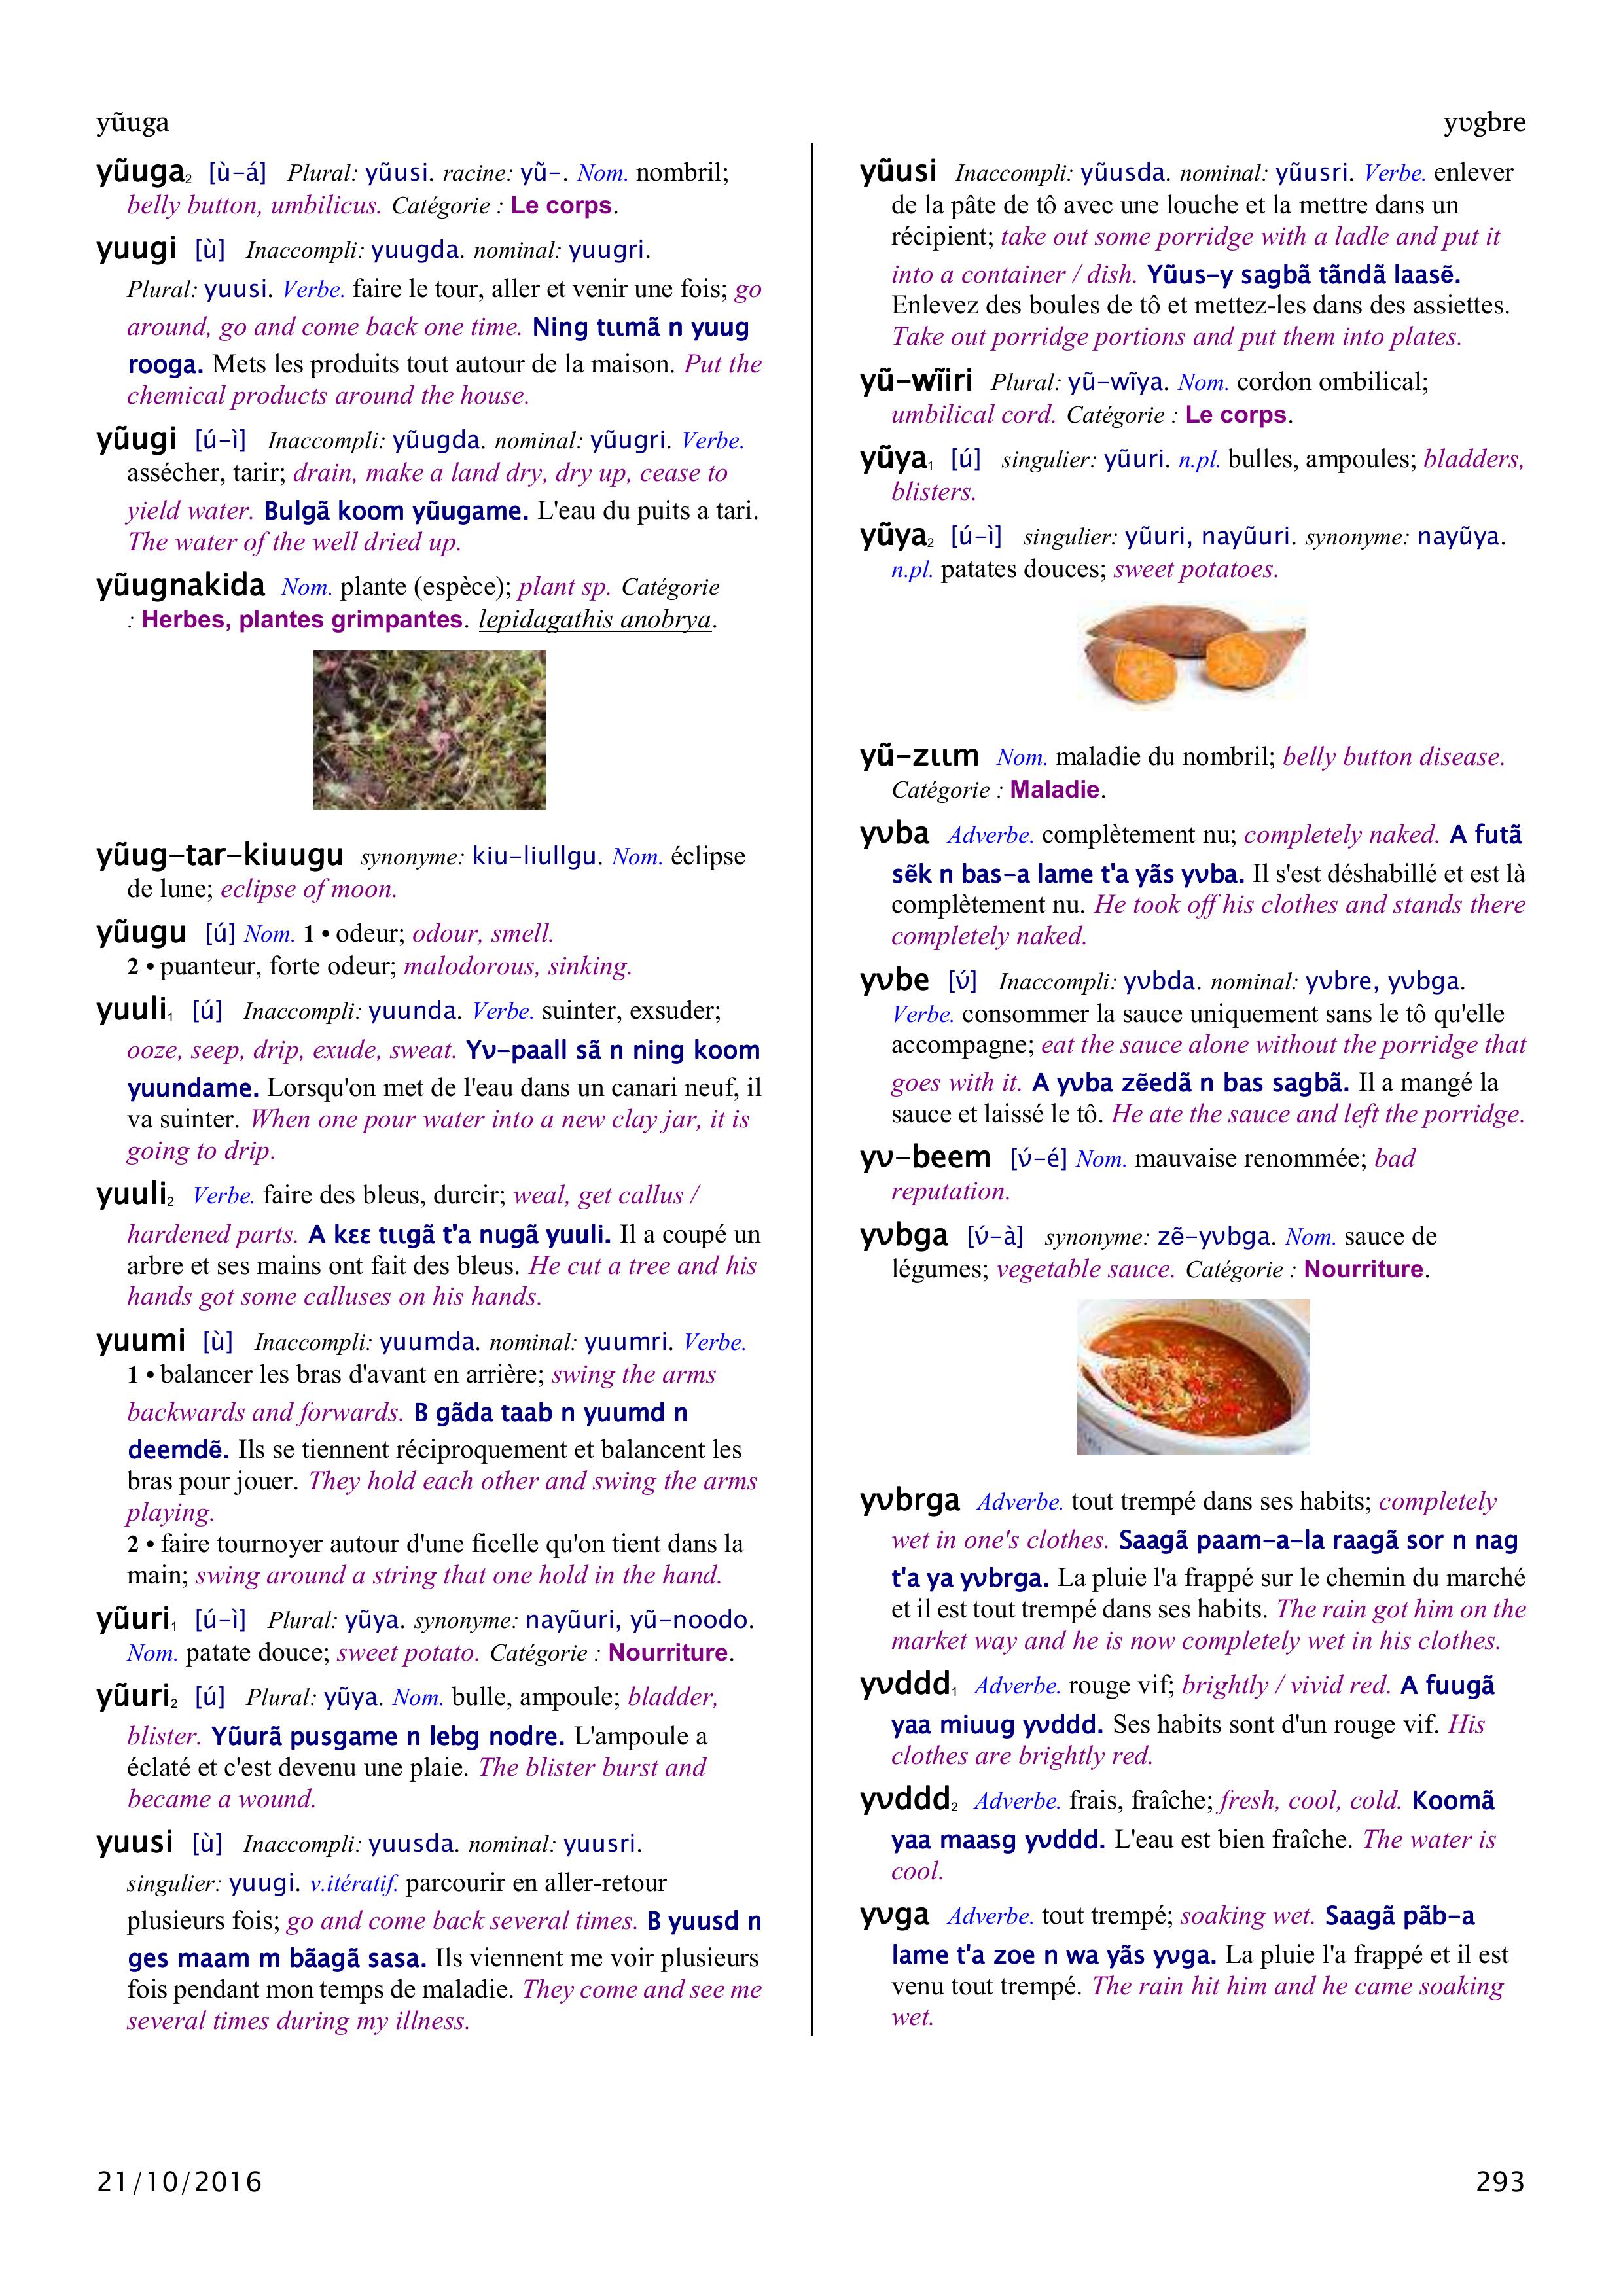 yũuga
yʋgbre
yũuga₂ [ù-á] Plural: yũusi. racine: yũ-. Nom. nombril;
belly button, umbilicus. Catégorie : Le corps.
yuugi [ù] Inaccompli: yuugda. nominal: yuugri.
Plural: yuusi. Verbe. faire le tour, aller et venir une fois; go
around, go and come back one time. Ning tɩɩmã n yuug
rooga. Mets les produits tout autour de la maison. Put the
chemical products around the house.
yũugi [ú-ì] Inaccompli: yũugda. nominal: yũugri. Verbe.
assécher, tarir; drain, make a land dry, dry up, cease to
yield water. Bulgã koom yũugame. L'eau du puits a tari.
The water of the well dried up.
yũugnakida Nom. plante (espèce); plant sp. Catégorie
: Herbes, plantes grimpantes. lepidagathis anobrya.
yũug-tar-kiuugu synonyme: kiu-liullgu. Nom. éclipse
de lune; eclipse of moon.
yũugu [ú] Nom. 1 • odeur; odour, smell.
2 • puanteur, forte odeur; malodorous, sinking.
yuuli₁ [ú] Inaccompli: yuunda. Verbe. suinter, exsuder;
ooze, seep, drip, exude, sweat. Yʋ-paall sã n ning koom
yuundame. Lorsqu'on met de l'eau dans un canari neuf, il
va suinter. When one pour water into a new clay jar, it is
going to drip.
yuuli₂ Verbe. faire des bleus, durcir; weal, get callus /
hardened parts. A kɛɛ tɩɩgã t'a nugã yuuli. Il a coupé un
arbre et ses mains ont fait des bleus. He cut a tree and his
hands got some calluses on his hands.
yuumi [ù] Inaccompli: yuumda. nominal: yuumri. Verbe.
1 • balancer les bras d'avant en arrière; swing the arms
backwards and forwards. B gãda taab n yuumd n
deemdẽ. Ils se tiennent réciproquement et balancent les
bras pour jouer. They hold each other and swing the arms
playing.
2 • faire tournoyer autour d'une ficelle qu'on tient dans la
main; swing around a string that one hold in the hand.
yũuri₁ [ú-ì] Plural: yũya. synonyme: nayũuri, yũ-noodo.
Nom. patate douce; sweet potato. Catégorie : Nourriture.
yũuri₂ [ú] Plural: yũya. Nom. bulle, ampoule; bladder,
blister. Yũurã pusgame n lebg nodre. L'ampoule a
éclaté et c'est devenu une plaie. The blister burst and
became a wound.
yuusi [ù] Inaccompli: yuusda. nominal: yuusri.
singulier: yuugi. v.itératif. parcourir en aller-retour
plusieurs fois; go and come back several times. B yuusd n
ges maam m bãagã sasa. Ils viennent me voir plusieurs
fois pendant mon temps de maladie. They come and see me
several times during my illness.
yũusi Inaccompli: yũusda. nominal: yũusri. Verbe. enlever
de la pâte de tô avec une louche et la mettre dans un
récipient; take out some porridge with a ladle and put it
into a container / dish. Yũus-y sagbã tãndã laasẽ.
Enlevez des boules de tô et mettez-les dans des assiettes.
Take out porridge portions and put them into plates.
yũ-wĩiri Plural: yũ-wĩya. Nom. cordon ombilical;
umbilical cord. Catégorie : Le corps.
yũya₁ [ú] singulier: yũuri. n.pl. bulles, ampoules; bladders,
blisters.
yũya₂ [ú-ì] singulier: yũuri, nayũuri. synonyme: nayũya.
n.pl. patates douces; sweet potatoes.
yũ-zɩɩm Nom. maladie du nombril; belly button disease.
Catégorie : Maladie.
yʋba Adverbe. complètement nu; completely naked. A futã
sẽk n bas-a lame t'a yãs yʋba. Il s'est déshabillé et est là
complètement nu. He took off his clothes and stands there
completely naked.
yʋbe [ʋ́] Inaccompli: yʋbda. nominal: yʋbre, yʋbga.
Verbe. consommer la sauce uniquement sans le tô qu'elle
accompagne; eat the sauce alone without the porridge that
goes with it. A yʋba zẽedã n bas sagbã. Il a mangé la
sauce et laissé le tô. He ate the sauce and left the porridge.
yʋ-beem [ʋ́-é] Nom. mauvaise renommée; bad
reputation.
yʋbga [ʋ́-à] synonyme: zẽ-yʋbga. Nom. sauce de
légumes; vegetable sauce. Catégorie : Nourriture.
yʋbrga Adverbe. tout trempé dans ses habits; completely
wet in one's clothes. Saagã paam-a-la raagã sor n nag
t'a ya yʋbrga. La pluie l'a frappé sur le chemin du marché
et il est tout trempé dans ses habits. The rain got him on the
market way and he is now completely wet in his clothes.
yʋddd₁ Adverbe. rouge vif; brightly / vivid red. A fuugã
yaa miuug yʋddd. Ses habits sont d'un rouge vif. His
clothes are brightly red.
yʋddd₂ Adverbe. frais, fraîche; fresh, cool, cold. Koomã
yaa maasg yʋddd. L'eau est bien fraîche. The water is
cool.
yʋga Adverbe. tout trempé; soaking wet. Saagã pãb-a
lame t'a zoe n wa yãs yʋga. La pluie l'a frappé et il est
venu tout trempé. The rain hit him and he came soaking
wet.
21/10/2016
293